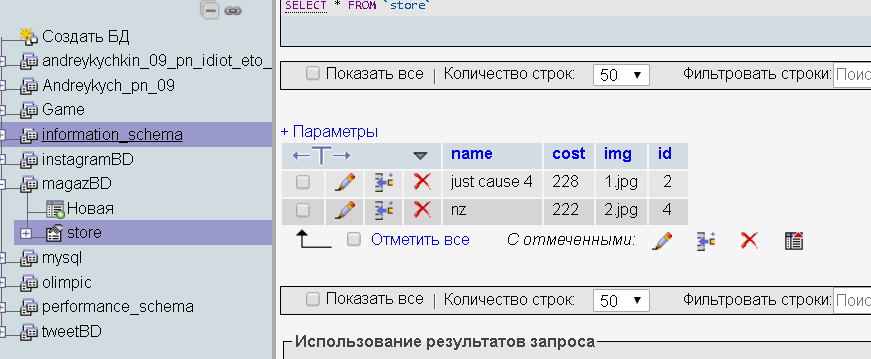 Создать БД
andreykychkin_09_pn_idiot_eto_
Andreykych_pn_09
Game
information_schema
instagramBD
magazBD
Новая
store
mysql
olimpic
performance_schema
tweetBD
SELECT * FROM `store`
Показать все | Количество строк: 50 Фильтровать строки: Поис
+ Параметры
←T→ name cost img id
just cause 4 228 1.jpg 2
nz 222 2.jpg 4
Отметить все С отмеченными:
Показать все | Количество строк: 50 Фильтровать строки: Поис
Использование результатов запроса